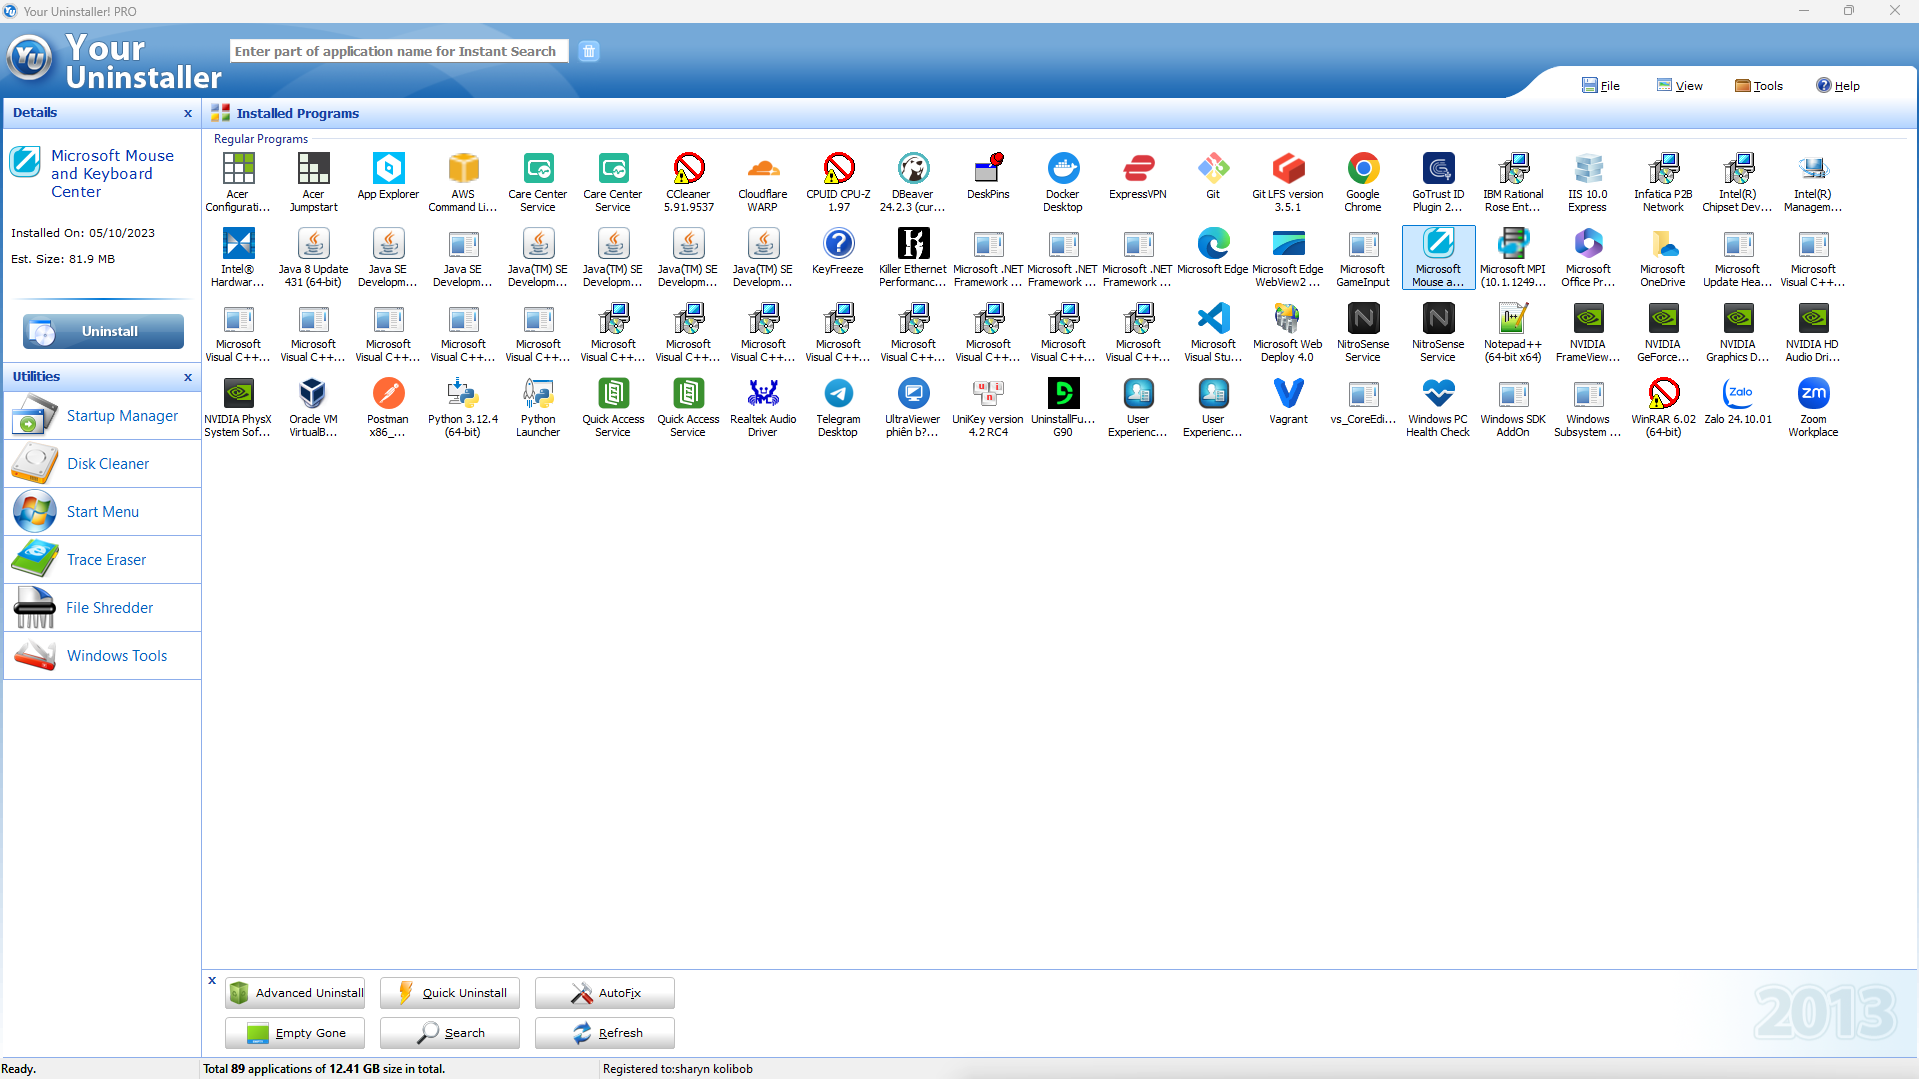 Your Uninstaller! PRO
Your
Uninstaller
Enter part of application name for Instant Search
File
View
Tools
Help
Details
x
Microsoft Mouse
and Keyboard
Center
Installed On: 05/10/2023
Est. Size: 81.9 MB
Uninstall
Utilities
x
Startup Manager
Disk Cleaner
Start Menu
Trace Eraser
File Shredder
Windows Tools
Installed Programs
Regular Programs
Acer
Configurati...
Acer
Jumpstart
App Explorer
AWS
Command Li...
Care Center
Service
Care Center
Service
CCleaner
5.91.9537
Cloudflare
WARP
CPUID CPU-Z
1.97
DBeaver
24.2.3 (cur...
DeskPins
Docker
Desktop
ExpressVPN
Git
Git LFS version
3.5.1
Google
Chrome
GoTrust ID
Plugin 2...
IBM Rational
Rose Ent...
IIS 10.0
Express
Infatica P2B
Network
Intel(R)
Chipset Dev...
Intel(R)
Managem...
Intel®
Hardwar...
Java 8 Update
431 (64-bit)
Java SE
Developm...
Java SE
Developm...
Java(TM) SE
Developm...
Java(TM) SE
Developm...
Java(TM) SE
Developm...
Java(TM) SE
Developm...
KeyFreeze
Killer Ethernet
Performanc...
Microsoft .NET
Framework ...
Microsoft .NET
Framework ...
Microsoft .NET
Framework ...
Microsoft Edge
Microsoft Edge
WebView2 ...
Microsoft
GameInput
Microsoft
Mouse a...
Microsoft MPI
(10.1.1249...
Microsoft
Office Pr...
Microsoft
OneDrive
Microsoft
Update Hea...
Microsoft
Visual C++...
Microsoft
Visual C++...
Microsoft
Visual C++...
Microsoft
Visual C++...
Microsoft
Visual C++...
Microsoft
Visual C++...
Microsoft
Visual C++...
Microsoft
Visual C++...
Microsoft
Visual C++...
Microsoft
Visual C++...
Microsoft
Visual C++...
Microsoft
Visual C++...
Microsoft
Visual C++...
Microsoft
Visual C++...
Microsoft
Visual Stu...
Microsoft Web
Deploy 4.0
NitroSense
Service
NitroSense
Service
Notepad++
(64-bit x64)
NVIDIA
FrameView...
NVIDIA
GeForce...
NVIDIA
Graphics D...
NVIDIA HD
Audio Dri...
NVIDIA PhysX
System Sof...
Oracle VM
VirtualB...
Postman
x86_...
Python 3.12.4
(64-bit)
Python
Launcher
Quick Access
Service
Quick Access
Service
Realtek Audio
Driver
Telegram
Desktop
UltraViewer
phiên b?...
UniKey version
4.2 RC4
UninstallFu...
G90
User
Experienc...
User
Experienc...
Vagrant
vs_CoreEdi...
Windows PC
Health Check
Windows SDK
AddOn
Windows
Subsystem ...
WinRAR 6.02
(64-bit)
Zalo 24.10.01
Zoom
Workplace
x
Advanced Uninstall
Quick Uninstall
AutoFix
Empty Gone
Search
Refresh
2013
Ready.
Total 89 applications of 12.41 GB size in total.
Registered to:sharyn kolibob